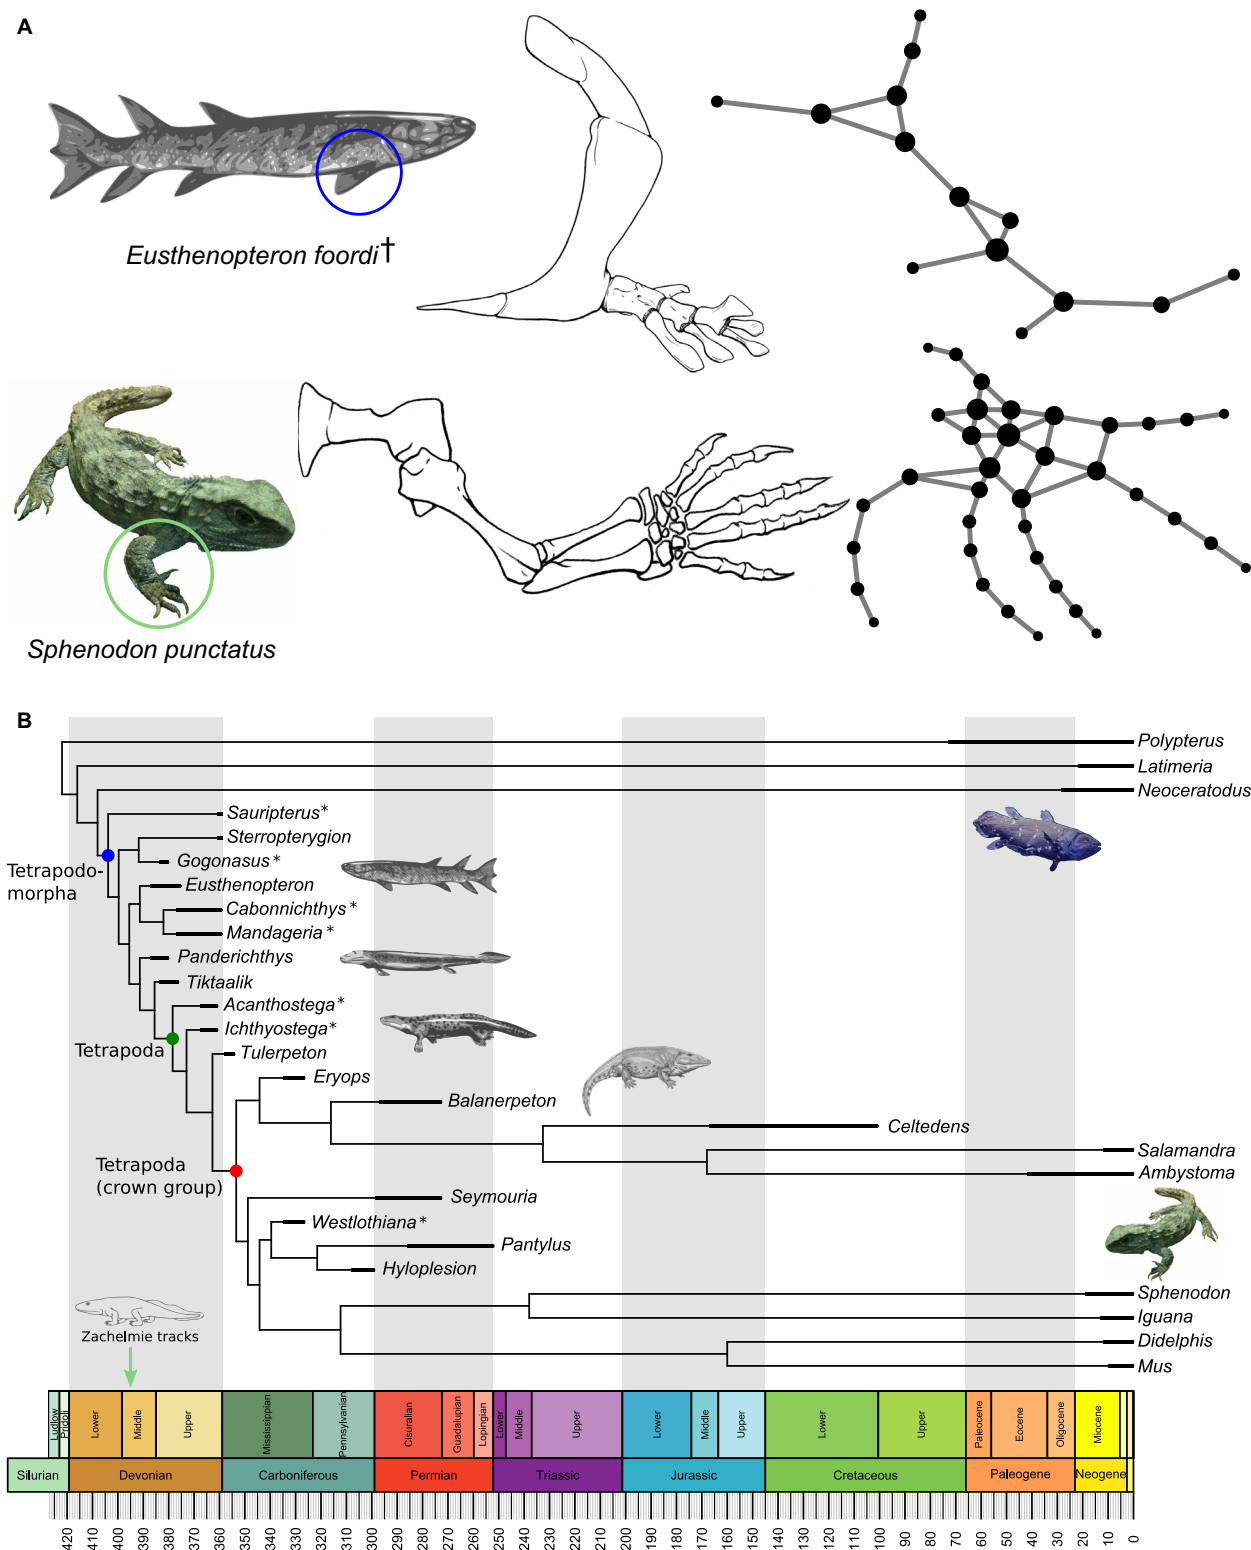 A
Eusthenopteron foordi†
Sphenodon punctatus
B
Polypterus
Latimeria
Neoceratodus
Sauripterus*
Sterropterygion
Gogonasus*
Tetrapodo-
morpha
Eusthenopteron
Cabonnichthys*
Mandageria*
Panderichthys
Tiktaalik
Acanthostega*
Ichthyostega*
Tetrapoda
Tulerpeton
Eryops
Balanerpeton
Celtedens
Salamandra
Tetrapoda
(crown group)
Ambystoma
Seymouria
Westlothiana*
Pantylus
Hyloplesion
Sphenodon
Iguana
Zachelmie tracks
Didelphis
Mus
Ludlow Pridoli Lower Middle Upper Mississippian Pennsylvanian Cisuralian Guadalupian Lopingian Lower Middle Upper Lower Middle Upper Lower Upper Paleocene Eocene Oligocene Miocene
Silurian Devonian Carboniferous Permian Triassic Jurassic Cretaceous Paleogene Neogene
420 410 400 390 380 370 360 350 340 330 320 310 300 290 280 270 260 250 240 230 220 210 200 190 180 170 160 150 140 130 120 110 100 90 80 70 60 50 40 30 20 10 0